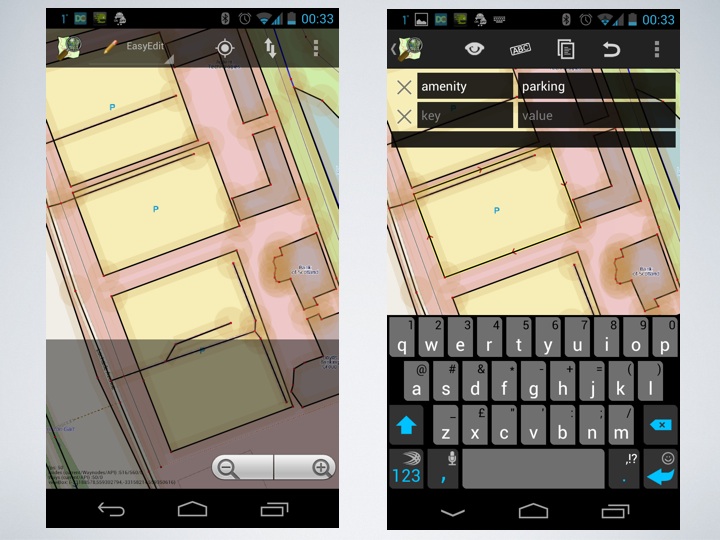 1° DC 00:33
EasyEdit
P
P
Bank
of Scotland
1° DC 00:33
ABC
amenity parking
key value
P
Bank
of Scotland
1 2 3 4 5 6 7 8 9 0
q w e r t y u i o p
@ & * - + = ( )
a s d f g h j k l
_ £ " ' : ; /
z x c v b n m
,!?
123 , .